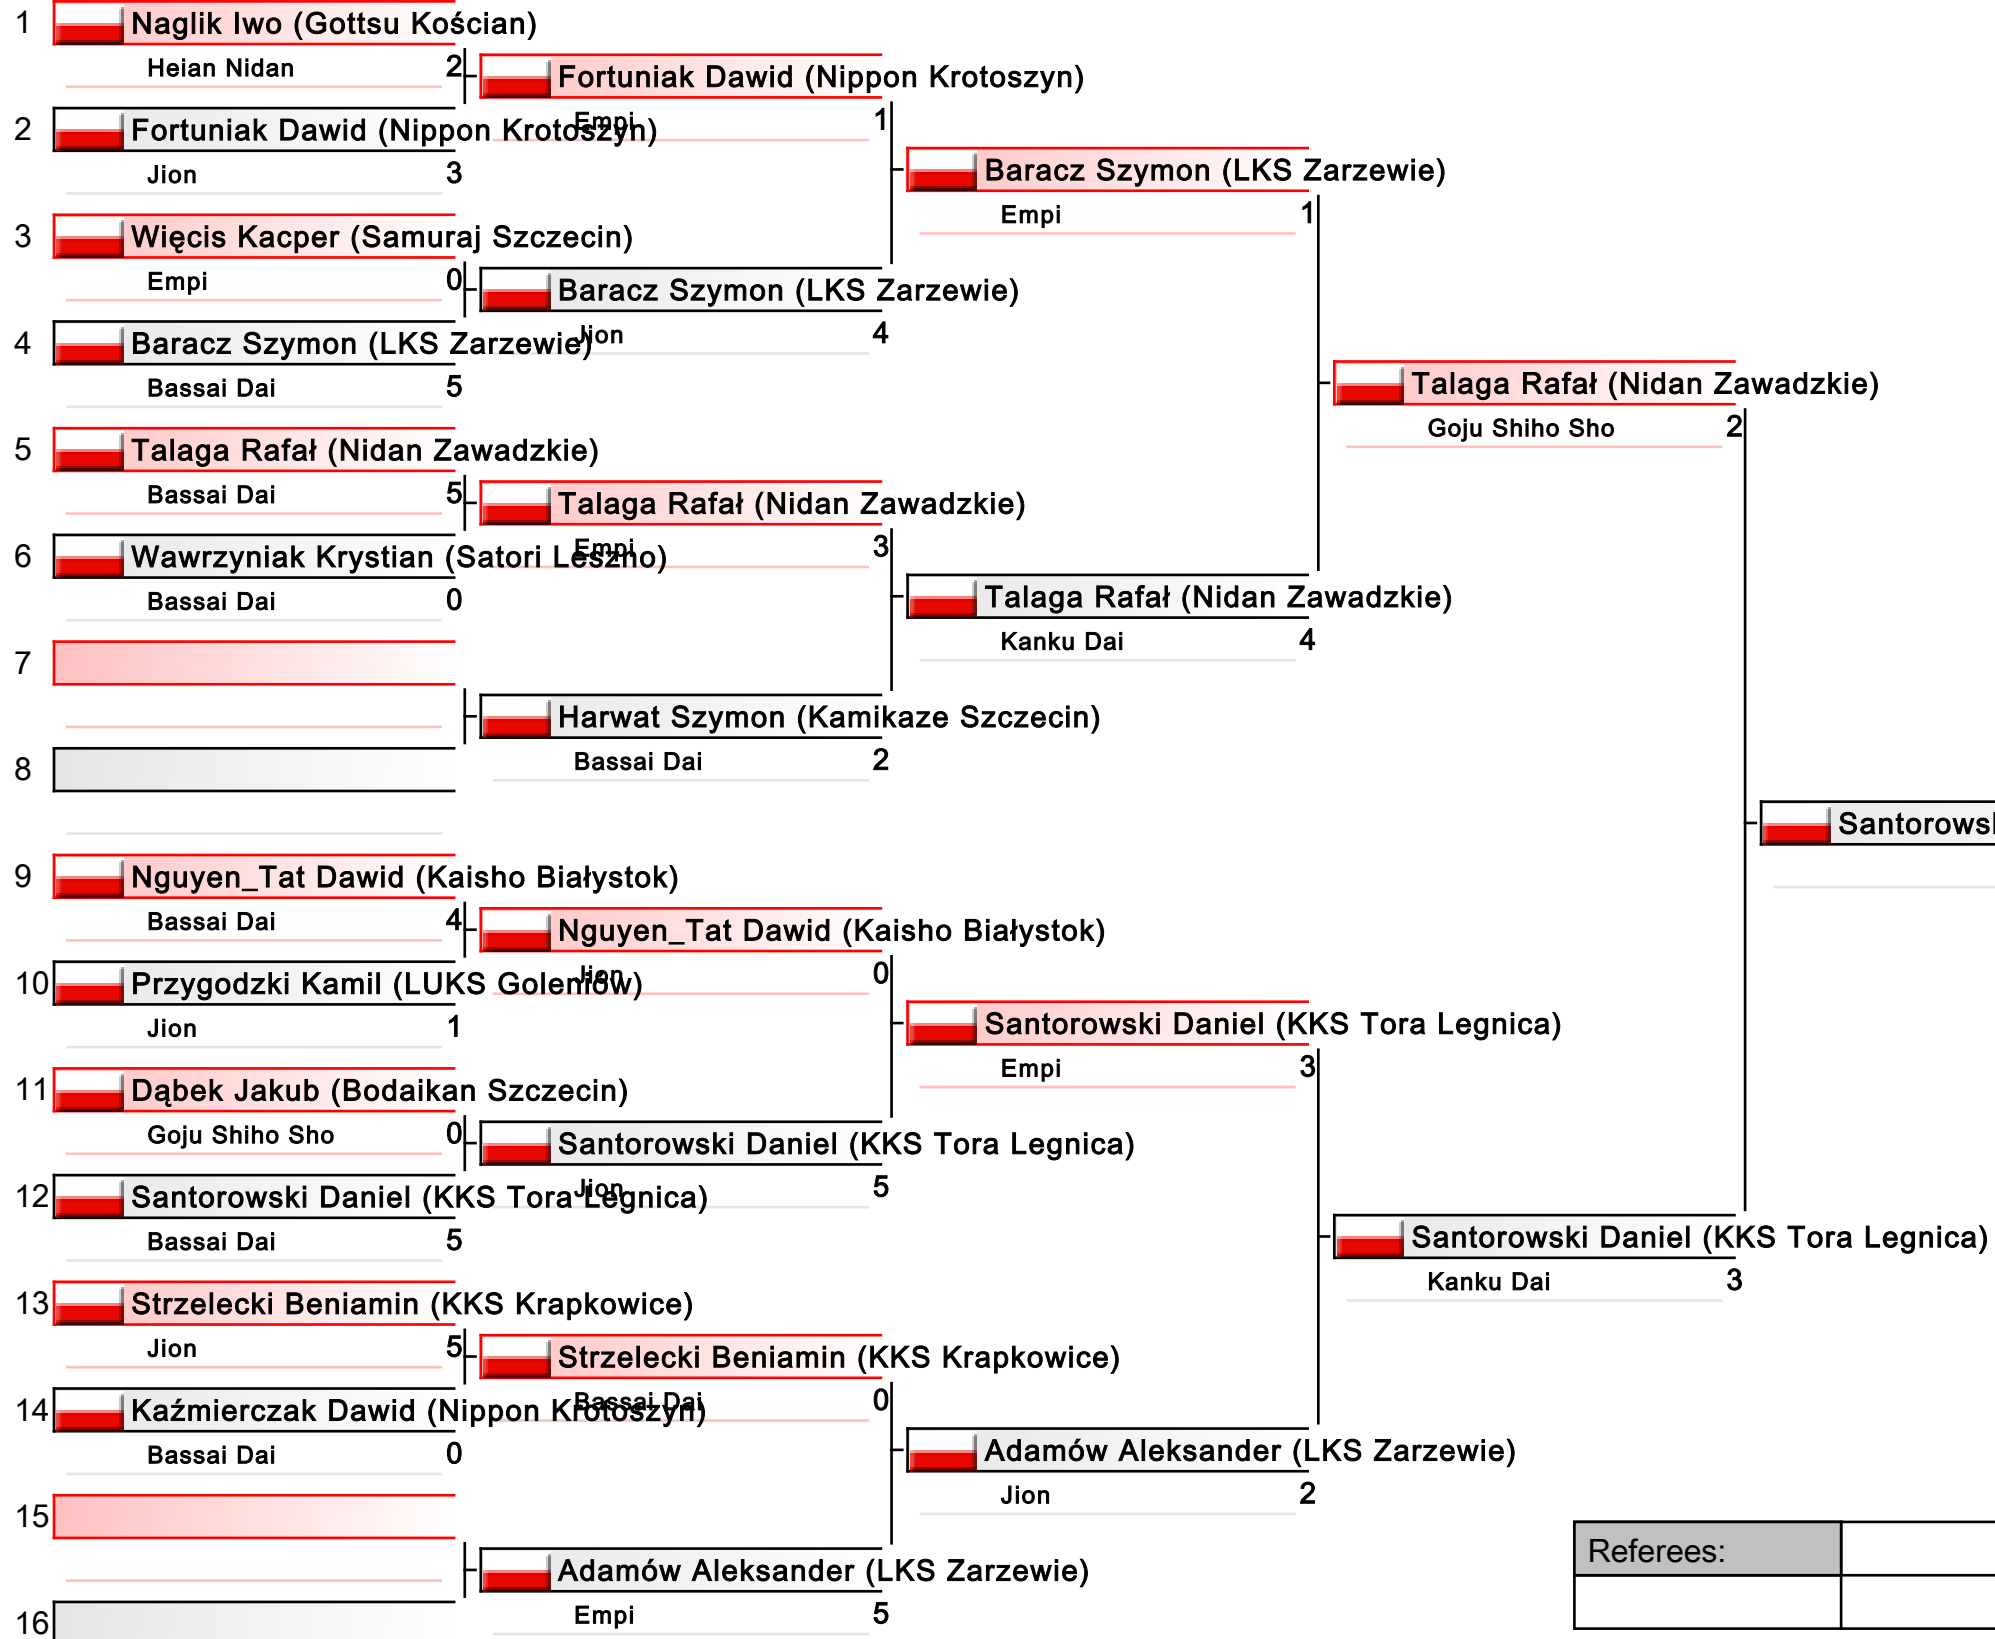 1 Naglik Iwo (Gottsu Kościan)
Heian Nidan 2
Fortuniak Dawid (Nippon Krotoszyn)
Empi 1
2 Fortuniak Dawid (Nippon Krotoszyn)
Jion 3
Baracz Szymon (LKS Zarzewie)
Empi 1
3 Więcis Kacper (Samuraj Szczecin)
Empi 0
Baracz Szymon (LKS Zarzewie)
Jion 4
4 Baracz Szymon (LKS Zarzewie)
Bassai Dai 5
Talaga Rafał (Nidan Zawadzkie)
Goju Shiho Sho 2
5 Talaga Rafał (Nidan Zawadzkie)
Bassai Dai 5
Talaga Rafał (Nidan Zawadzkie)
Empi 3
6 Wawrzyniak Krystian (Satori Leszno)
Bassai Dai 0
Talaga Rafał (Nidan Zawadzkie)
Kanku Dai 4
7
Harwat Szymon (Kamikaze Szczecin)
Bassai Dai 2
8
9 Nguyen_Tat Dawid (Kaisho Białystok)
Bassai Dai 4
Nguyen_Tat Dawid (Kaisho Białystok)
Jion 0
10 Przygodzki Kamil (LUKS Goleniów)
Jion 1
Santorowski Daniel (KKS Tora Legnica)
Empi 3
11 Dąbek Jakub (Bodaikan Szczecin)
Goju Shiho Sho 0
Santorowski Daniel (KKS Tora Legnica)
Jion 5
12 Santorowski Daniel (KKS Tora Legnica)
Bassai Dai 5
Santorowski Daniel (KKS Tora Legnica)
Kanku Dai 3
13 Strzelecki Beniamin (KKS Krapkowice)
Jion 5
Strzelecki Beniamin (KKS Krapkowice)
Bassai Dai 0
14 Kaźmierczak Dawid (Nippon Krotoszyn)
Bassai Dai 0
Adamów Aleksander (LKS Zarzewie)
Jion 2
15
Adamów Aleksander (LKS Zarzewie)
Empi 5
16
Referees: